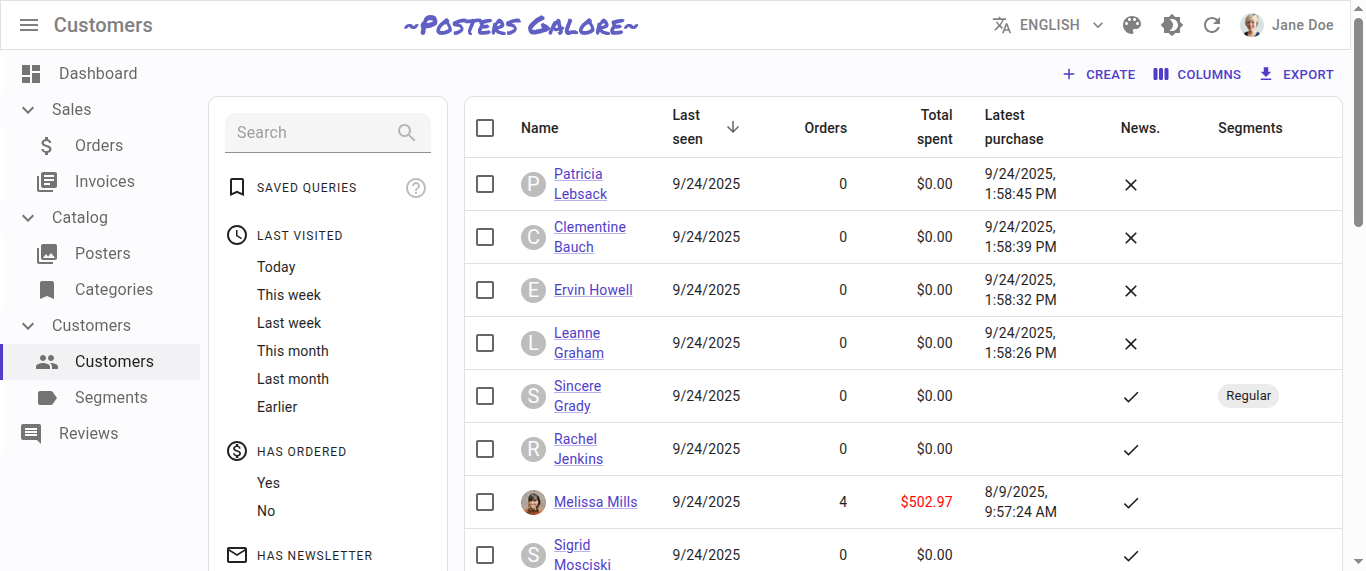 Customers
~Posters Galore~
ENGLISH
Jane Doe
Dashboard
Sales
Orders
Invoices
Catalog
Posters
Categories
Customers
Customers
Segments
Reviews
CREATE
COLUMNS
EXPORT
Search
SAVED QUERIES
?
LAST VISITED
Today
This week
Last week
This month
Last month
Earlier
HAS ORDERED
Yes
No
HAS NEWSLETTER
Name
Last seen
Orders
Total spent
Latest purchase
News.
Segments
P Patricia Lebsack 9/24/2025 0 $0.00 9/24/2025, 1:58:45 PM
C Clementine Bauch 9/24/2025 0 $0.00 9/24/2025, 1:58:39 PM
E Ervin Howell 9/24/2025 0 $0.00 9/24/2025, 1:58:32 PM
L Leanne Graham 9/24/2025 0 $0.00 9/24/2025, 1:58:26 PM
S Sincere Grady 9/24/2025 0 $0.00 Regular
R Rachel Jenkins 9/24/2025 0 $0.00
Melissa Mills 9/24/2025 4 $502.97 8/9/2025, 9:57:24 AM
S Sigrid Mosciski 9/24/2025 0 $0.00